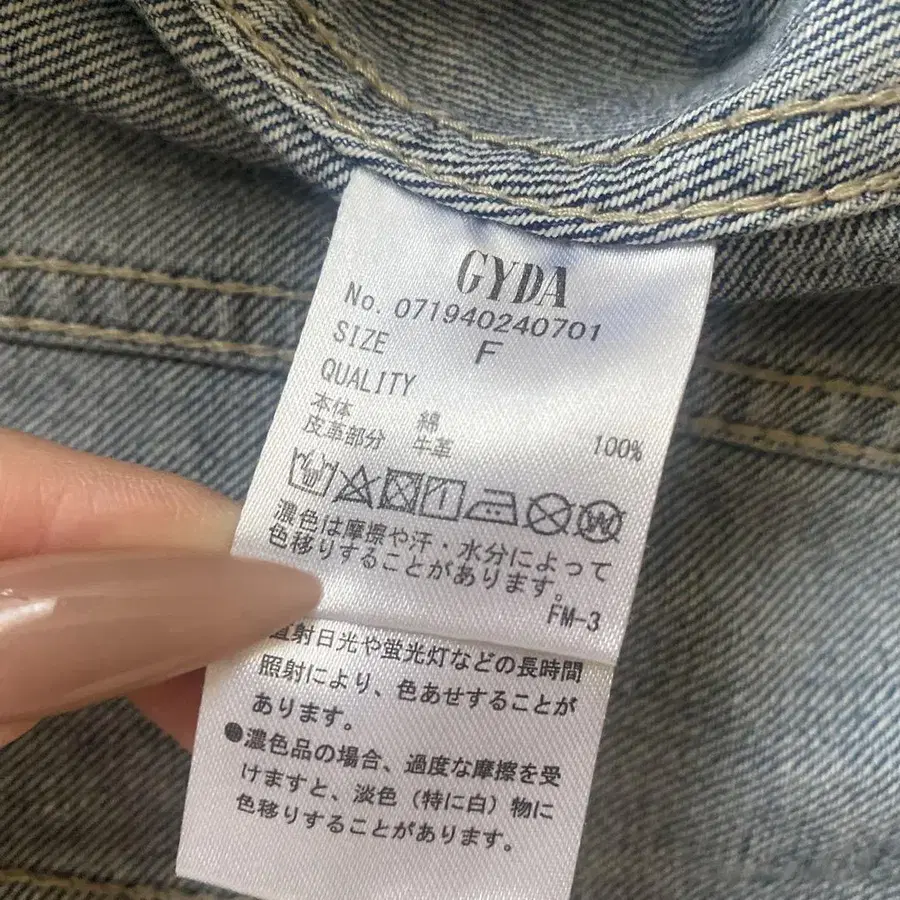 GYDA
No. 071940240701
SIZE F
QUALITY
本体 綿 100%
皮革部分 牛革
濃色は摩擦や汗・水分によって
色移りすることがあります。
FM-3
直射日光や蛍光灯などの長時間
照射により、色あせすることが
あります。
●濃色品の場合、過度な摩擦を受
けますと、淡色（特に白）物に
色移りすることがあります。